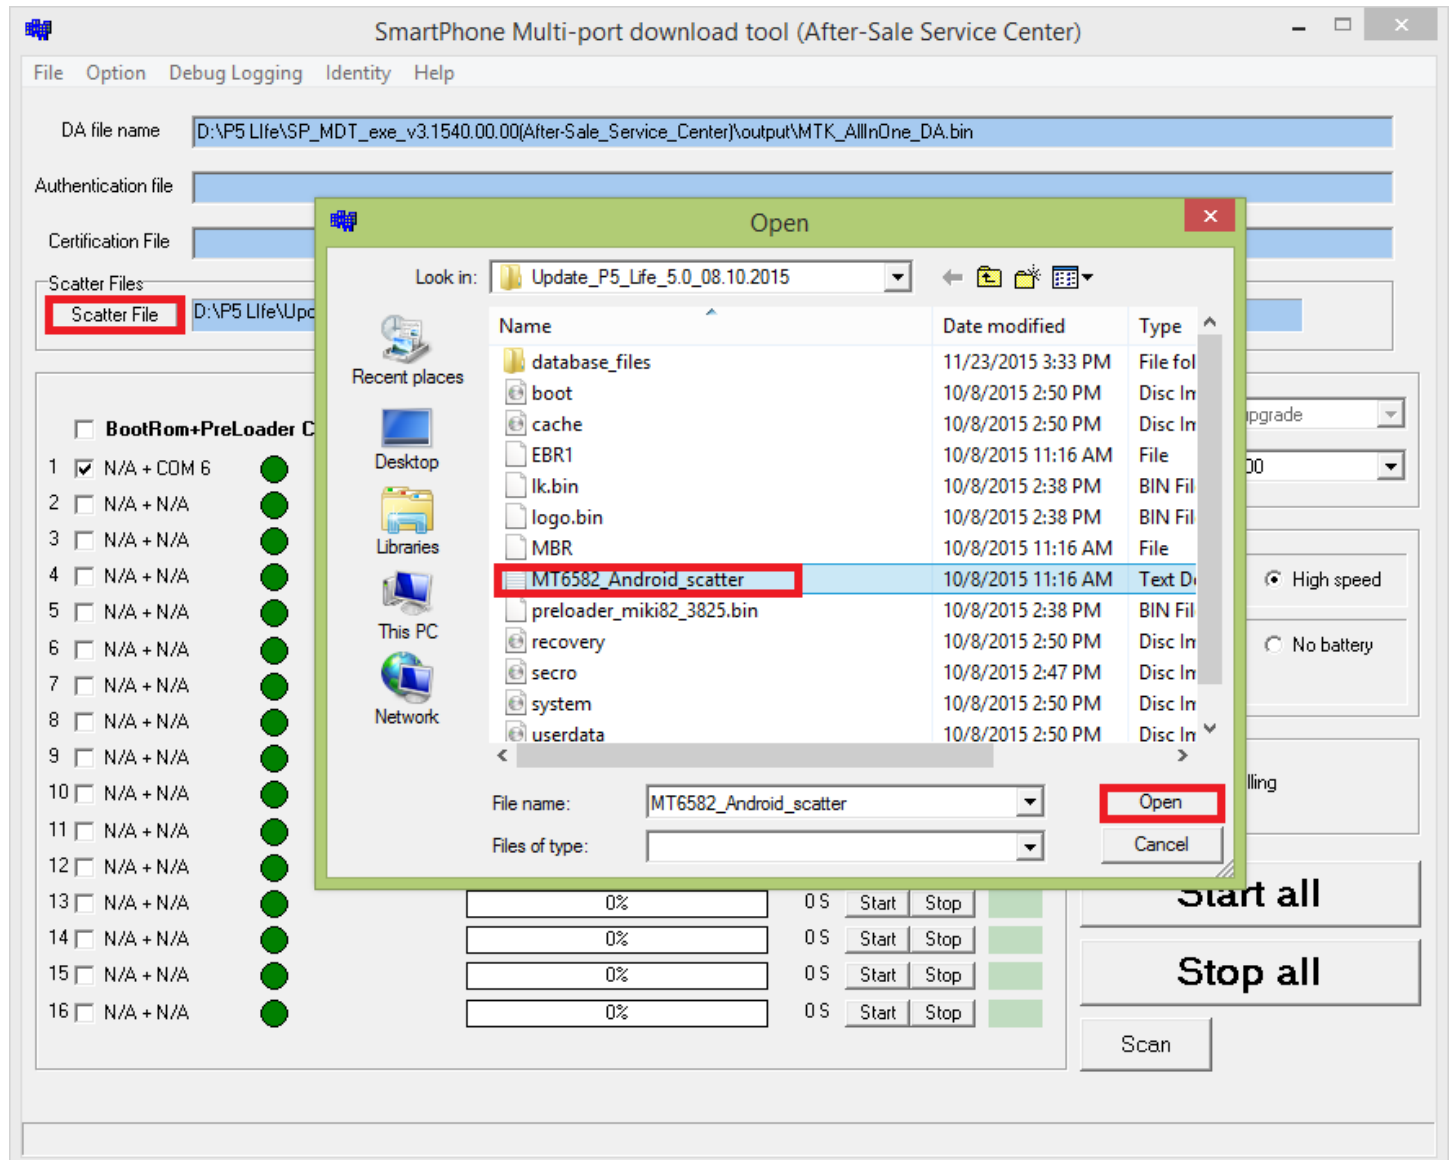 SmartPhone Multi-port download tool (After-Sale Service Center)
File Option Debug Logging Identity Help
DA file name D:\P5 LIfe\SP_MDT_exe_v3.1540.00.00(After-Sale_Service_Center)\output\MTK_AllInOne_DA.bin
Authentication file
Certification File
Scatter Files
Scatter File D:\P5 LIfe\Upd
Open
Look in: Update_P5_Life_5.0_08.10.2015
Recent places
Desktop
Libraries
This PC
Network
Name Date modified Type
database_files 11/23/2015 3:33 PM File fol
boot 10/8/2015 2:50 PM Disc Im
cache 10/8/2015 2:50 PM Disc Im
EBR1 10/8/2015 11:16 AM File
lk.bin 10/8/2015 2:38 PM BIN Fil
logo.bin 10/8/2015 2:38 PM BIN Fil
MBR 10/8/2015 11:16 AM File
MT6582_Android_scatter 10/8/2015 11:16 AM Text D
preloader_miki82_3825.bin 10/8/2015 2:38 PM BIN Fil
recovery 10/8/2015 2:50 PM Disc Im
secro 10/8/2015 2:47 PM Disc Im
system 10/8/2015 2:50 PM Disc Im
userdata 10/8/2015 2:50 PM Disc Im
File name: MT6582_Android_scatter Open
Files of type: Cancel
BootRom+PreLoader C
1 N/A + COM 6
2 N/A + N/A
3 N/A + N/A
4 N/A + N/A
5 N/A + N/A
6 N/A + N/A
7 N/A + N/A
8 N/A + N/A
9 N/A + N/A
10 N/A + N/A
11 N/A + N/A
12 N/A + N/A
13 N/A + N/A 0% 0 S Start Stop
14 N/A + N/A 0% 0 S Start Stop
15 N/A + N/A 0% 0 S Start Stop
16 N/A + N/A 0% 0 S Start Stop
pgrade
00
High speed
No battery
lling
Start all
Stop all
Scan